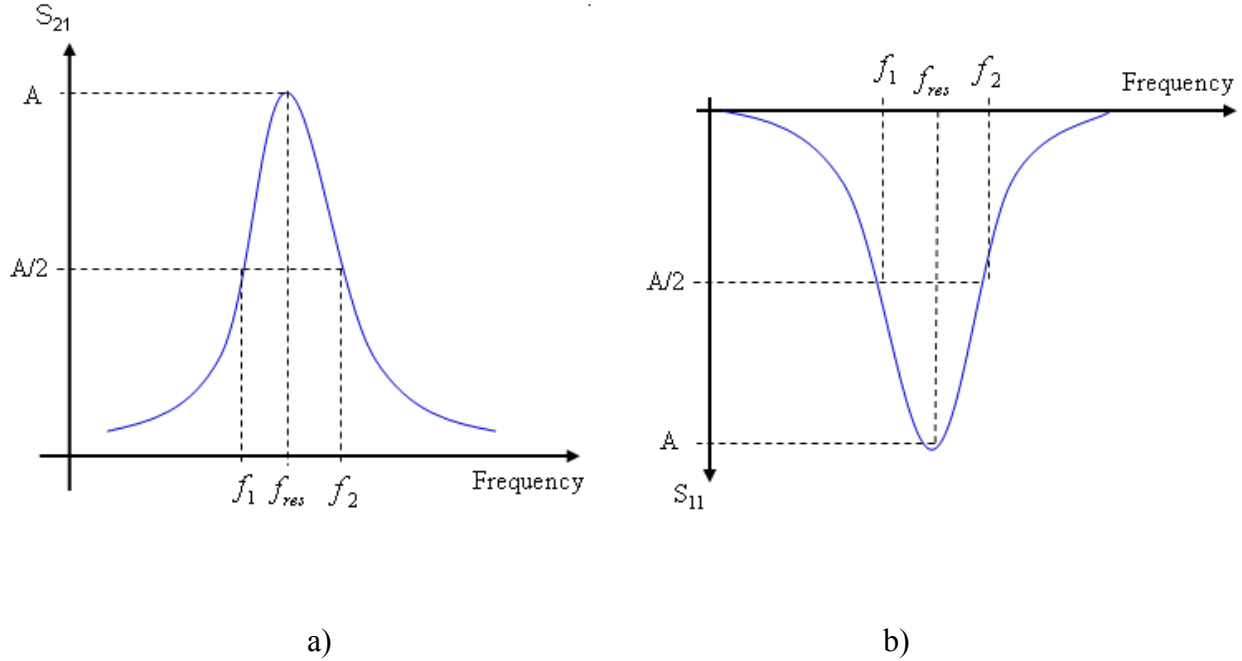 S21
A
A/2
f1 fres f2
Frequency
a)
f1 fres f2
Frequency
A/2
A
S11
b)